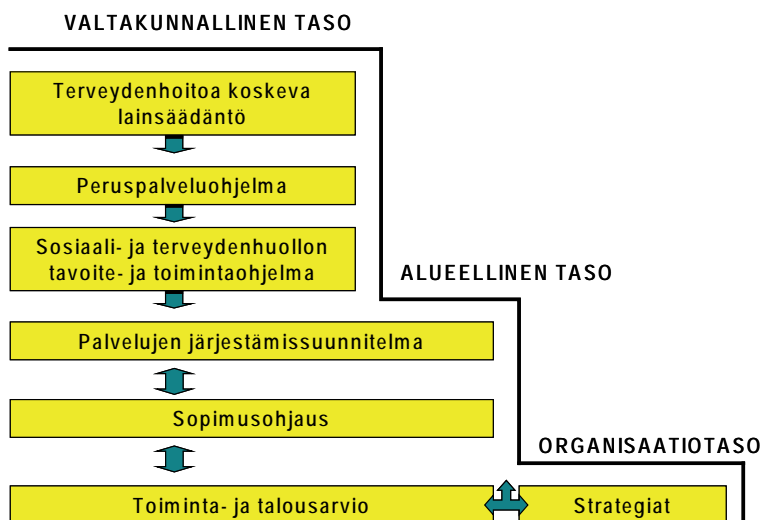 VALTAKUNNALLINEN TASO
Terveydenhoitoa koskeva
lainsäädäntö
Peruspalveluohjelma
Sosiaali- ja terveydenhuollon
tavoite- ja toimintaohjelma
ALUEELLINEN TASO
Palvelujen järjestämissuunnitelma
Sopimusohjaus
ORGANISAATIOTASO
Toiminta- ja talousarvio
Strategiat